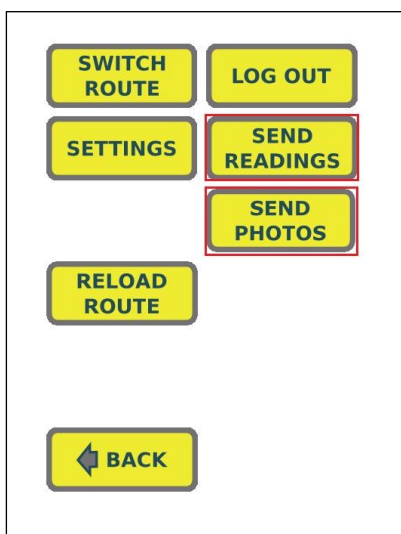 SWITCH
ROUTE
LOG OUT
SETTINGS
SEND
READINGS
SEND
PHOTOS
RELOAD
ROUTE
BACK